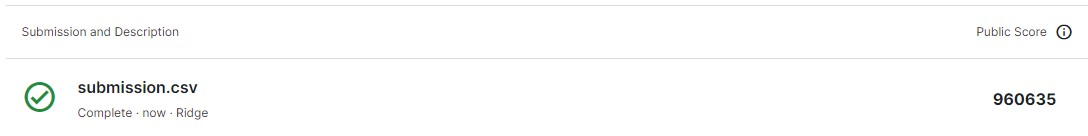 Submission and Description Public Score
submission.csv 960635
Complete · now · Ridge